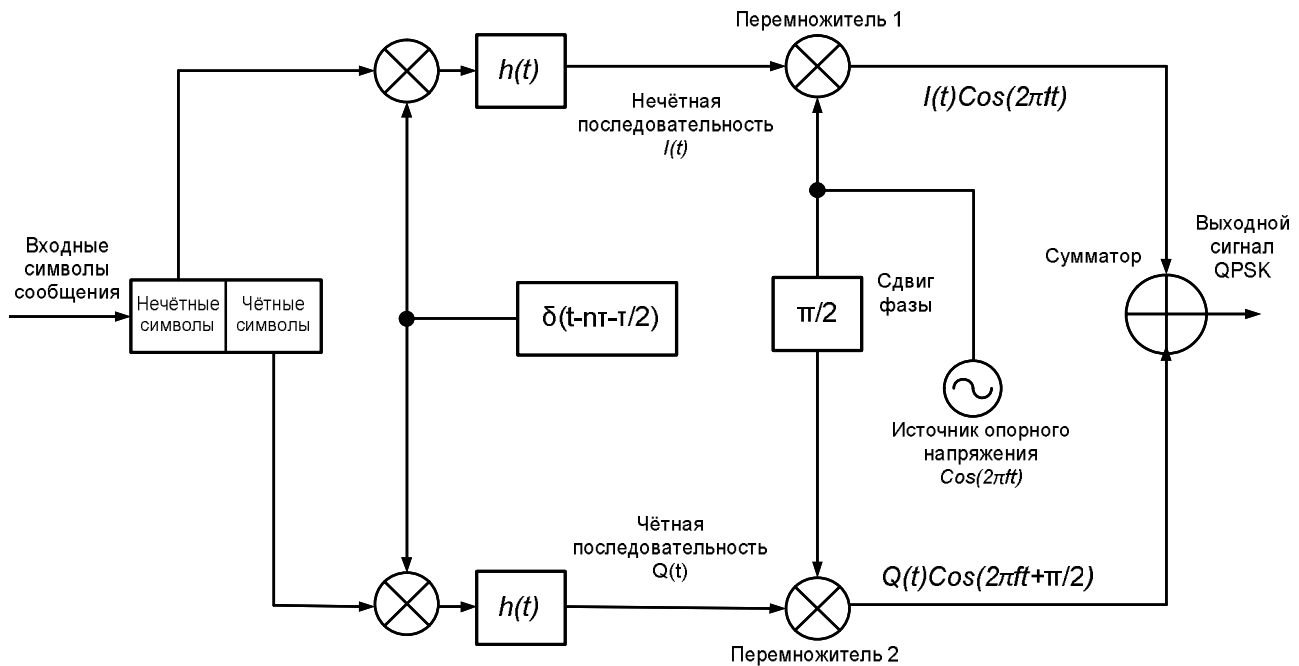 Перемножитель 1
h(t)
I(t)Cos(2πft)
Нечётная
последовательность
I(t)
Входные
символы
сообщения
Нечётные
символы
Чётные
символы
δ(t-nτ-τ/2)
π/2
Сдвиг
фазы
Сумматор
Выходной
сигнал
QPSK
Источник опорного
напряжения
Cos(2πft)
Чётная
последовательность
Q(t)
h(t)
Q(t)Cos(2πft+π/2)
Перемножитель 2